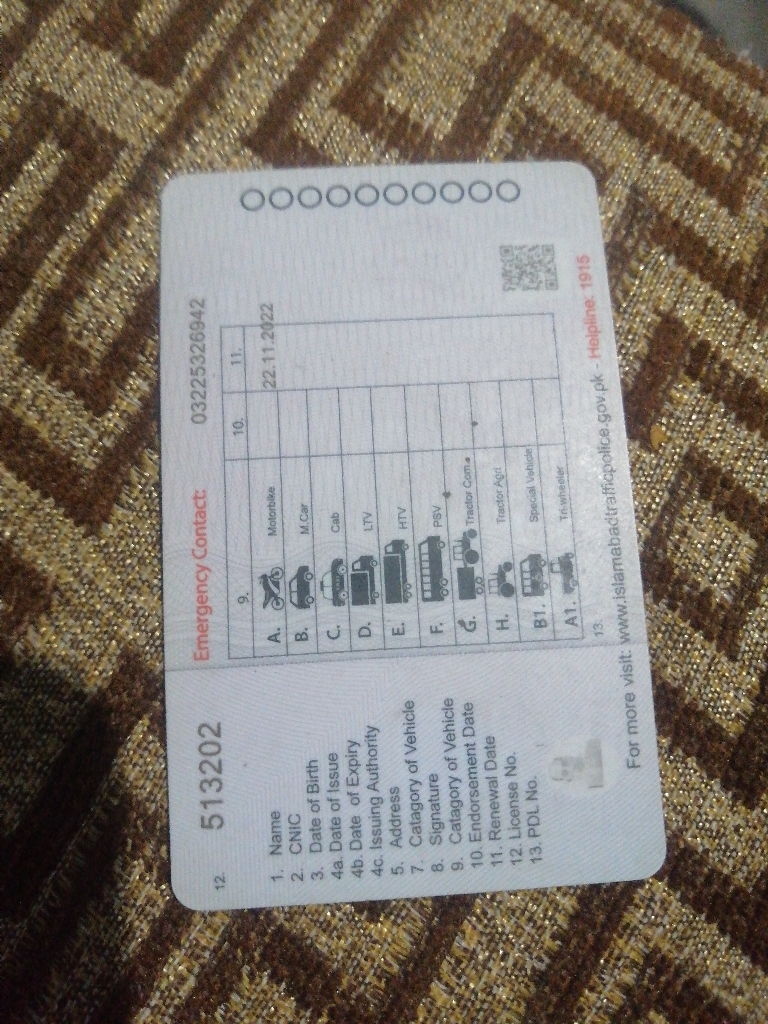 12. 513202
Emergency Contact: 03225326942
1. Name
2. CNIC
3. Date of Birth
4a. Date of Issue
4b. Date of Expiry
4c. Issuing Authority
5. Address
7. Catagory of Vehicle
8. Signature
9. Catagory of Vehicle
10. Endorsement Date
11. Renewal Date
12. License No.
13. PDL No.
9. 10. 11.
A. Motorbike 22.11.2022
B. M.Car
C. Cab
D. LTV
E. HTV
F. PSV
G. Tractor Com.
H. Tractor Agri
B1. Special Vehicle
A1. Tri-wheeler
13.
For more visit: www.islamabadtrafficpolice.gov.pk - Helpline: 1915